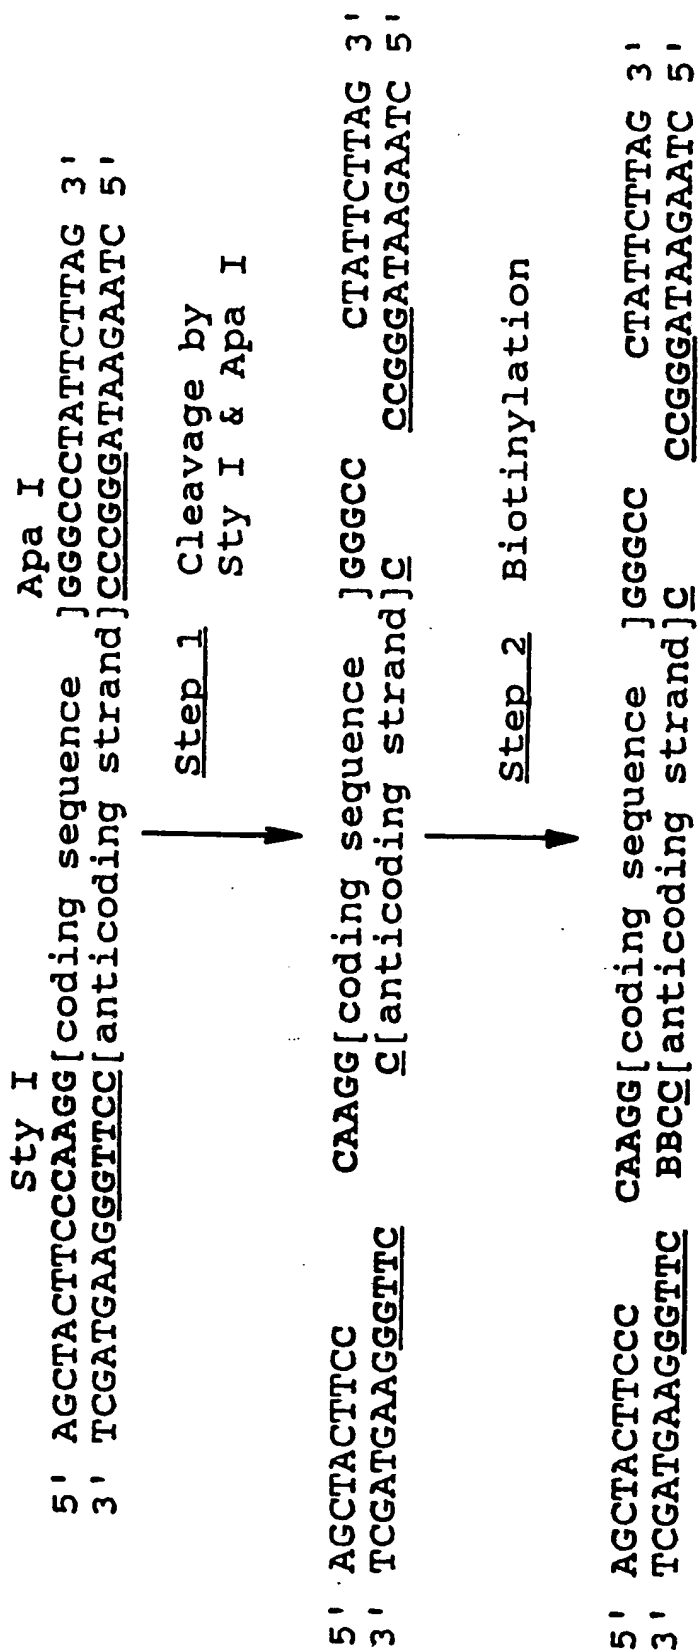 Sty I Apa I
5' AGCTACTTCCCAAGG[coding sequence ]GGGCCCTATTCTTAG 3'
3' TCGATGAAGGGTTCC[anticoding strand]CCCGGGATAAGAATC 5'
Step 1 Cleavage by
Sty I & Apa I
5' AGCTACTTCC CAAGG[coding sequence ]GGGCC CTATTCTTAG 3'
3' TCGATGAAGGGTTC C[anticoding strand]C CCGGGATAAGAATC 5'
Step 2 Biotinylation
5' AGCTACTTCCC CAAGG[coding sequence ]GGGCC CTATTCTTAG 3'
3' TCGATGAAGGGTTC BBCC[anticoding strand]C CCGGGATAAGAATC 5'